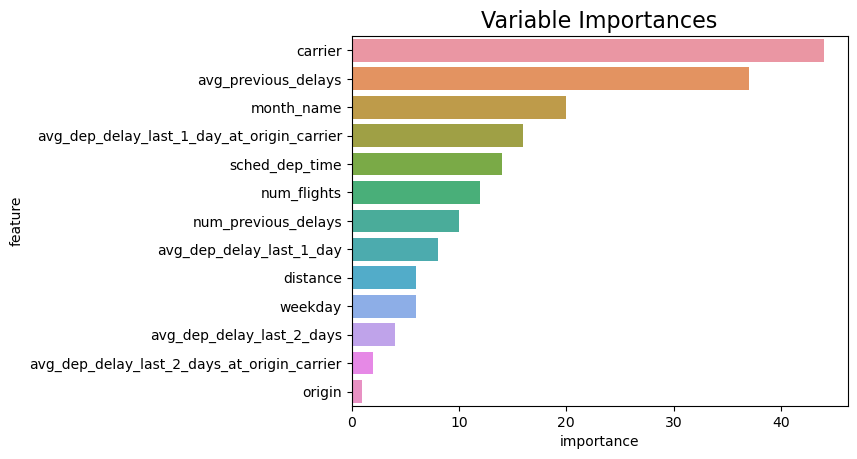 Variable Importances
carrier
avg_previous_delays
month_name
avg_dep_delay_last_1_day_at_origin_carrier
sched_dep_time
num_flights
num_previous_delays
avg_dep_delay_last_1_day
distance
weekday
avg_dep_delay_last_2_days
avg_dep_delay_last_2_days_at_origin_carrier
origin
feature
0 10 20 30 40
importance